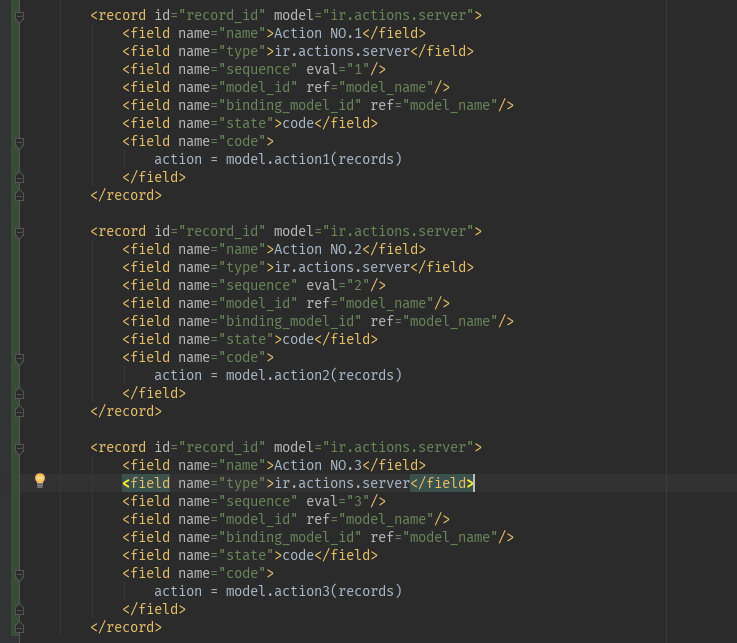 <record id="record_id" model="ir.actions.server">
<field name="name">Action NO.1</field>
<field name="type">ir.actions.server</field>
<field name="sequence" eval="1"/>
<field name="model_id" ref="model_name"/>
<field name="binding_model_id" ref="model_name"/>
<field name="state">code</field>
<field name="code">
action = model.action1(records)
</field>
</record>
<record id="record_id" model="ir.actions.server">
<field name="name">Action NO.2</field>
<field name="type">ir.actions.server</field>
<field name="sequence" eval="2"/>
<field name="model_id" ref="model_name"/>
<field name="binding_model_id" ref="model_name"/>
<field name="state">code</field>
<field name="code">
action = model.action2(records)
</field>
</record>
<record id="record_id" model="ir.actions.server">
<field name="name">Action NO.3</field>
<field name="type">ir.actions.server</field>
<field name="sequence" eval="3"/>
<field name="model_id" ref="model_name"/>
<field name="binding_model_id" ref="model_name"/>
<field name="state">code</field>
<field name="code">
action = model.action3(records)
</field>
</record>